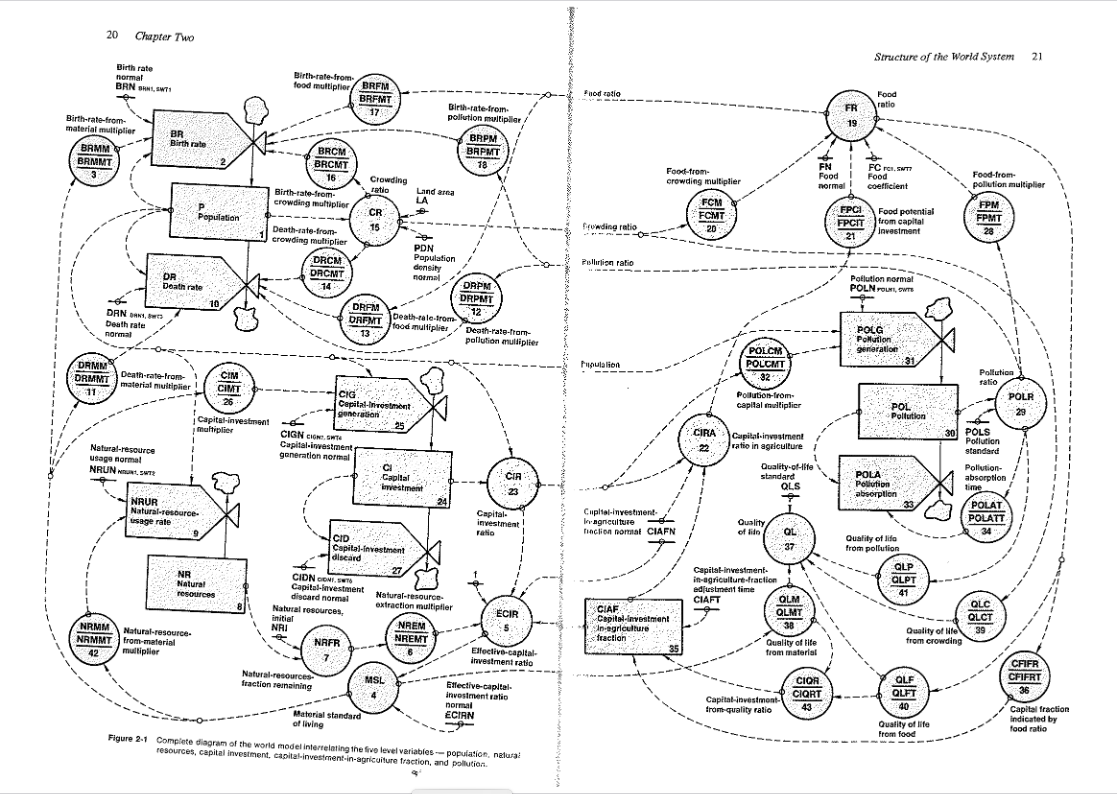 20 Chapter Two
Structure of the World System 21
Birth rate
normal
BRN BRN1, SWT1
Birth-rate-from-
food multiplier
BRFM
BRFMT
17
Birth-rate-from-
material multiplier
BRMM
BRMMT
3
BR
Birth rate
2
Birth-rate-from-
pollution multiplier
BRPM
BRPMT
18
BRCM
BRCMT
16
Birth-rate-from-
crowding multiplier
Crowding
ratio
CR
15
Land area
LA
P
Population
1
Death-rate-from-
crowding multiplier
DRCM
DRCMT
14
PDN
Population
density
normal
DR
Death rate
10
DRN
Death rate
normal
DRFM
DRFMT
13
Death-rate-from-
food multiplier
DRPM
DRPMT
12
Death-rate-from-
pollution multiplier
DRMM
DRMMT
11
Death-rate-from-
material multiplier
CIM
CIMT
26
Capital-investment
multiplier
CIG
Capital-investment
generation
25
CIGN CIGN1, SWT4
Capital-investment
generation normal
CI
Capital
investment
24
CIR
23
Capital-
investment
ratio
CID
Capital-investment
discard
27
CIDN CIDN1, SWT5
Capital-investment
discard normal
Natural-resource
usage normal
NRUN NRUN1, SWT2
NRUR
Natural-resource-
usage rate
9
NR
Natural
resources
8
Natural resources,
initial
NRI
NRFR
7
Natural-resources-
fraction remaining
Natural-resource-
extraction multiplier
NREM
NREMT
6
1
ECIR
5
Effective-capital-
investment ratio
NRMM
NRMMT
42
Natural-resource-
from-material
multiplier
MSL
4
Material standard
of living
Effective-capital-
investment ratio
normal
ECIRN
Figure 2-1 Complete diagram of the world model interrelating the five level variables — population, natural
resources, capital investment, capital-investment-in-agriculture fraction, and pollution.
Food ratio
FR
19
Food
ratio
FN
Food
normal
FC FC1, SWT7
Food
coefficient
Food-from-
crowding multiplier
FCM
FCMT
20
FPCI
FPCIT
21
Food potential
from capital
investment
Food-from-
pollution multiplier
FPM
FPMT
28
Crowding ratio
Pollution ratio
Pollution normal
POLN POLN1, SWT6
POLG
Pollution
generation
31
Population
POLCM
POLCMT
32
Pollution-from-
capital multiplier
POL
Pollution
30
Pollution
ratio
POLR
29
POLS
Pollution
standard
CIRA
22
Capital-investment
ratio in agriculture
POLA
Pollution
absorption
33
Pollution-
absorption
time
POLAT
POLATT
34
Quality-of-life
standard
QLS
Capital-investment-
in-agriculture
fraction normal CIAFN
Quality
of life
QL
37
Quality of life
from pollution
QLP
QLPT
41
Capital-investment-
in-agriculture-fraction
adjustment time
CIAFT
CIAF
Capital-investment
in-agriculture
fraction
35
QLM
QLMT
38
Quality of life
from material
QLC
QLCT
39
Quality of life
from crowding
CIQR
CIQRT
43
Capital-investment-
from-quality ratio
QLF
QLFT
40
Quality of life
from food
CFIFR
CFIFRT
36
Capital fraction
indicated by
food ratio